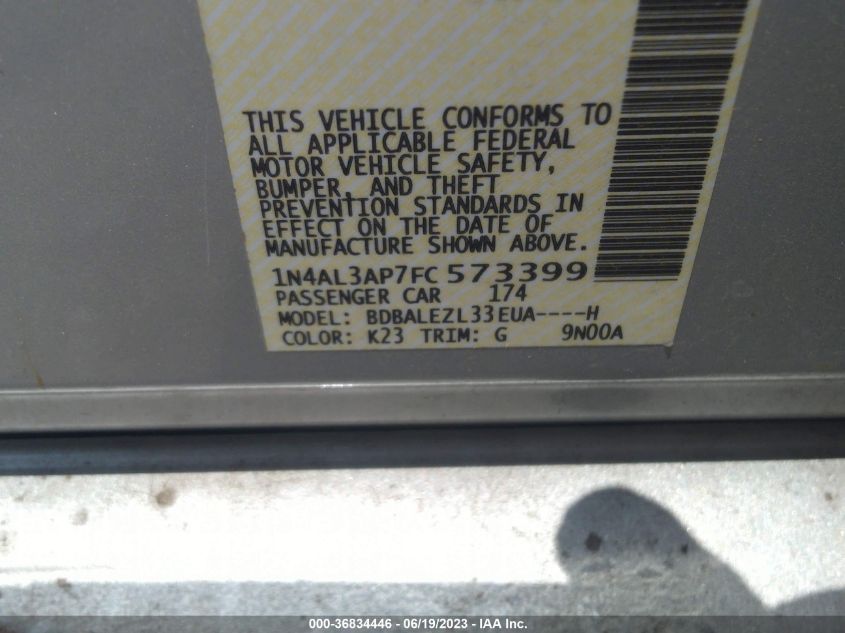 THIS VEHICLE CONFORMS TO
ALL APPLICABLE FEDERAL
MOTOR VEHICLE SAFETY,
BUMPER, AND THEFT
PREVENTION STANDARDS IN
EFFECT ON THE DATE OF
MANUFACTURE SHOWN ABOVE.
1N4AL3AP7FC573399
PASSENGER CAR 174
MODEL: BDBALEZL33EUA----H
COLOR: K23 TRIM: G 9N00A
000-36834446 - 06/19/2023 - IAA Inc.